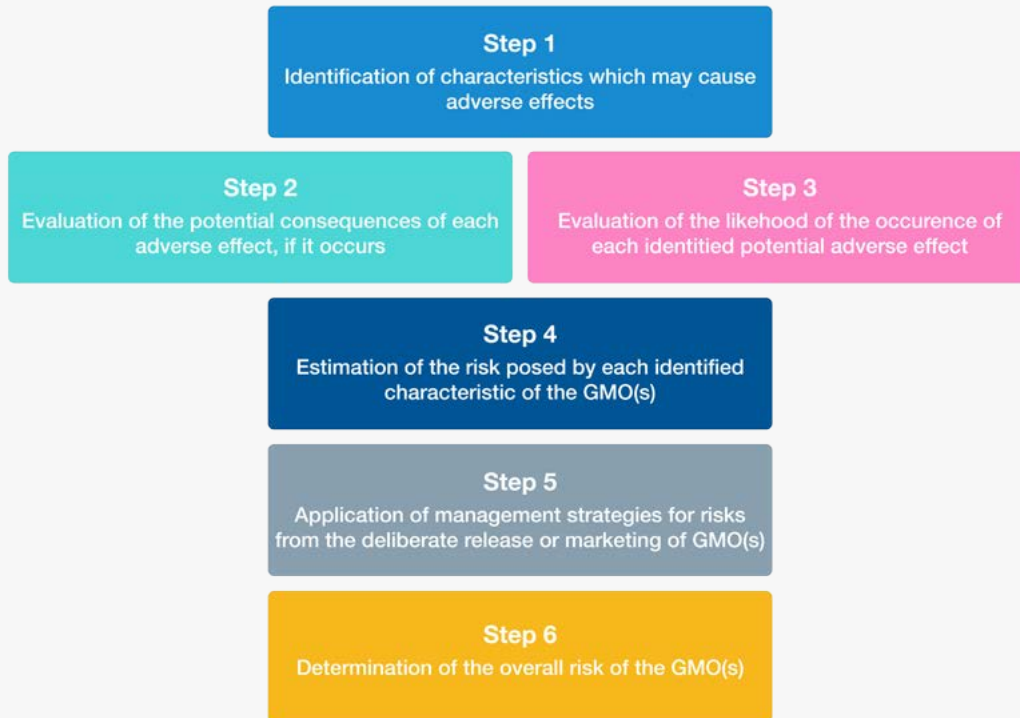 Step 1
Identification of characteristics which may cause
adverse effects
Step 2
Evaluation of the potential consequences of each
adverse effect, if it occurs
Step 3
Evaluation of the likehood of the occurence of
each identitied potential adverse effect
Step 4
Estimation of the risk posed by each identified
characteristic of the GMO(s)
Step 5
Application of management strategies for risks
from the deliberate release or marketing of GMO(s)
Step 6
Determination of the overall risk of the GMO(s)